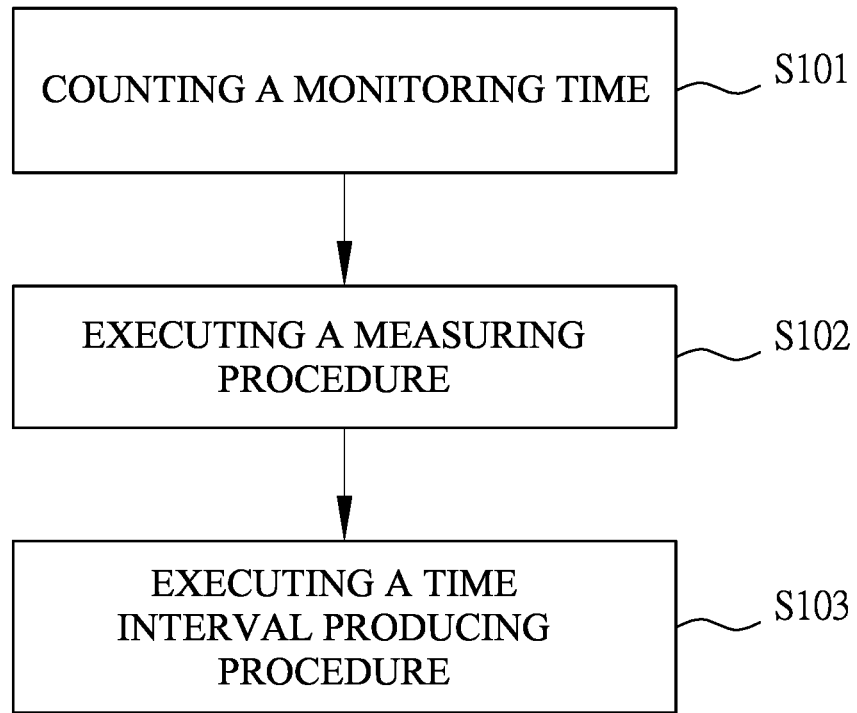 COUNTING A MONITORING TIME
S101
EXECUTING A MEASURING
PROCEDURE
S102
EXECUTING A TIME
INTERVAL PRODUCING
PROCEDURE
S103